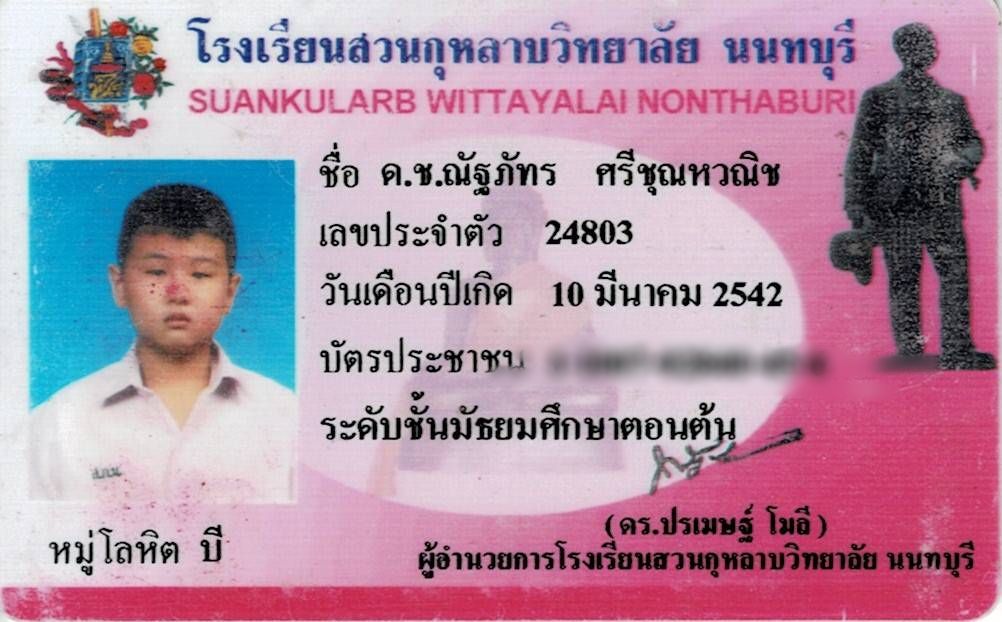 โรงเรียนสวนกุหลาบวิทยาลัย นนทบุรี
SUANKULARB WITTAYALAI NONTHABURI
ชื่อ ด.ช.ณัฐภัทร ศรีชุณหวณิช
เลขประจำตัว 24803
วันเดือนปีเกิด 10 มีนาคม 2542
บัตรประชาชน
ระดับชั้นมัธยมศึกษาตอนต้น
หมู่โลหิต บี
(ดร.ปรเมษฐ์ โมลี)
ผู้อำนวยการโรงเรียนสวนกุหลาบวิทยาลัย นนทบุรี